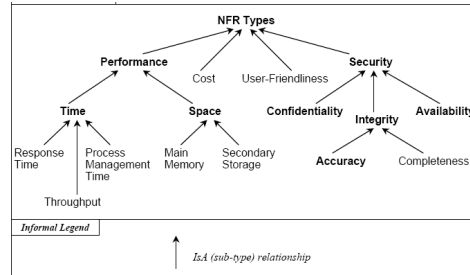 NFR Types
Performance
Cost
User-Friendliness
Security
Time
Space
Confidentiality
Integrity
Availability
Response
Time
Process
Management
Time
Throughput
Main
Memory
Secondary
Storage
Accuracy
Completeness
Informal Legend
IsA (sub-type) relationship